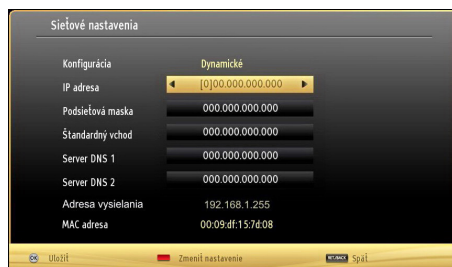 Sieťové nastavenia
Konfigurácia Dynamické
IP adresa [0]00.000.000.000
Podsieťová maska 000.000.000.000
Štandardný vchod 000.000.000.000
Server DNS 1 000.000.000.000
Server DNS 2 000.000.000.000
Adresa vysielania 192.168.1.255
MAC adresa 00:09:df:15:7d:08
OK Uložiť Zmeniť nastavenie RET./BACK Späť